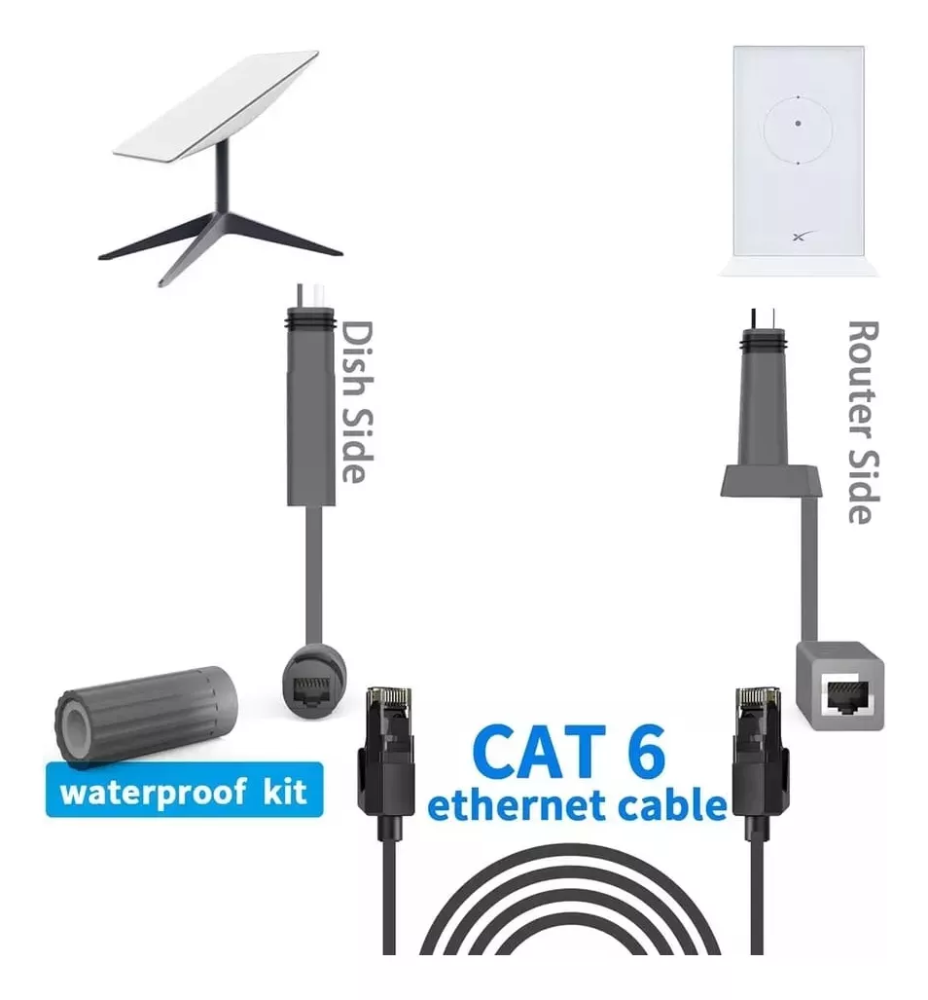 Dish Side
Router Side
waterproof kit
CAT 6
ethernet cable